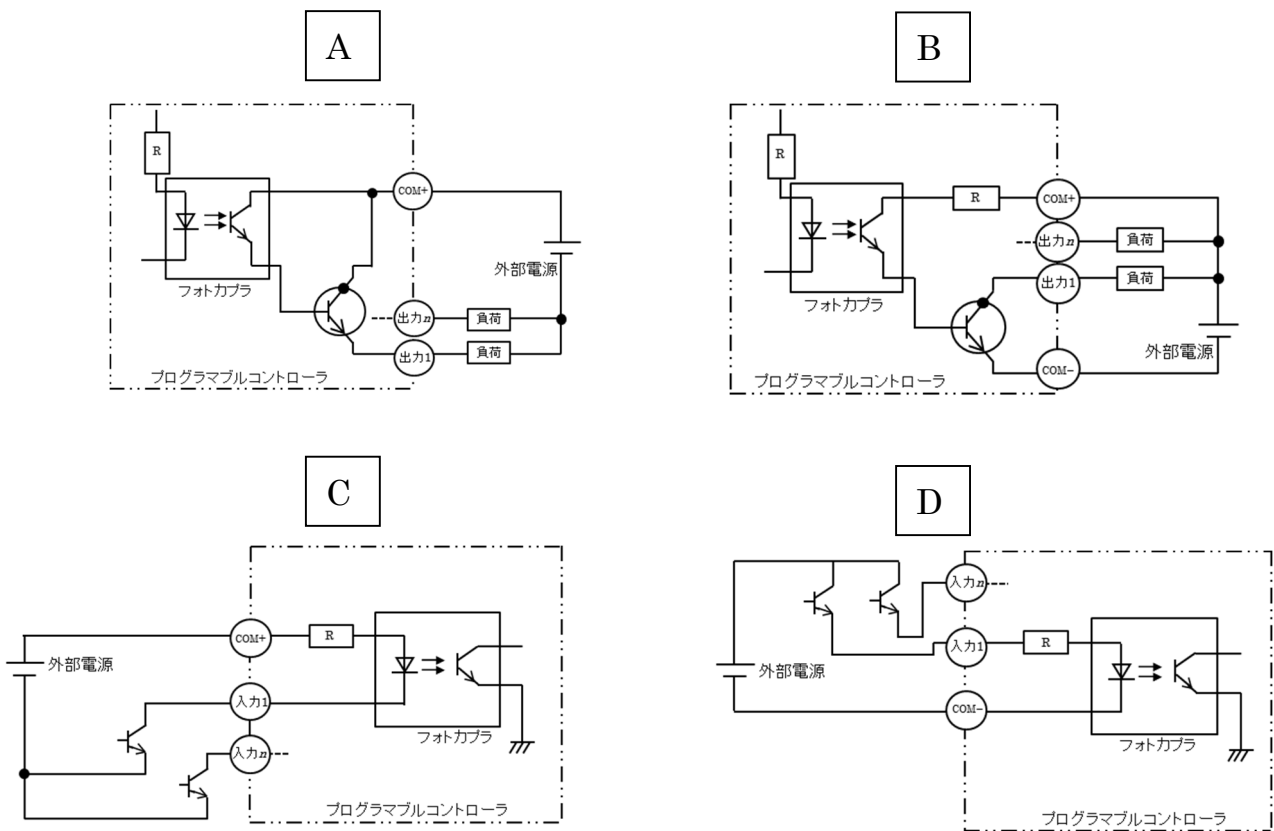 A
R
COM+
外部電源
フォトカプラ
出力n
負荷
出力1
負荷
プログラマブルコントローラ
B
R
R
COM+
出力n
負荷
出力1
負荷
フォトカプラ
外部電源
COM-
プログラマブルコントローラ
C
COM+
R
外部電源
入力1
フォトカプラ
入力n
プログラマブルコントローラ
D
入力n
入力1
R
外部電源
COM-
フォトカプラ
プログラマブルコントローラ